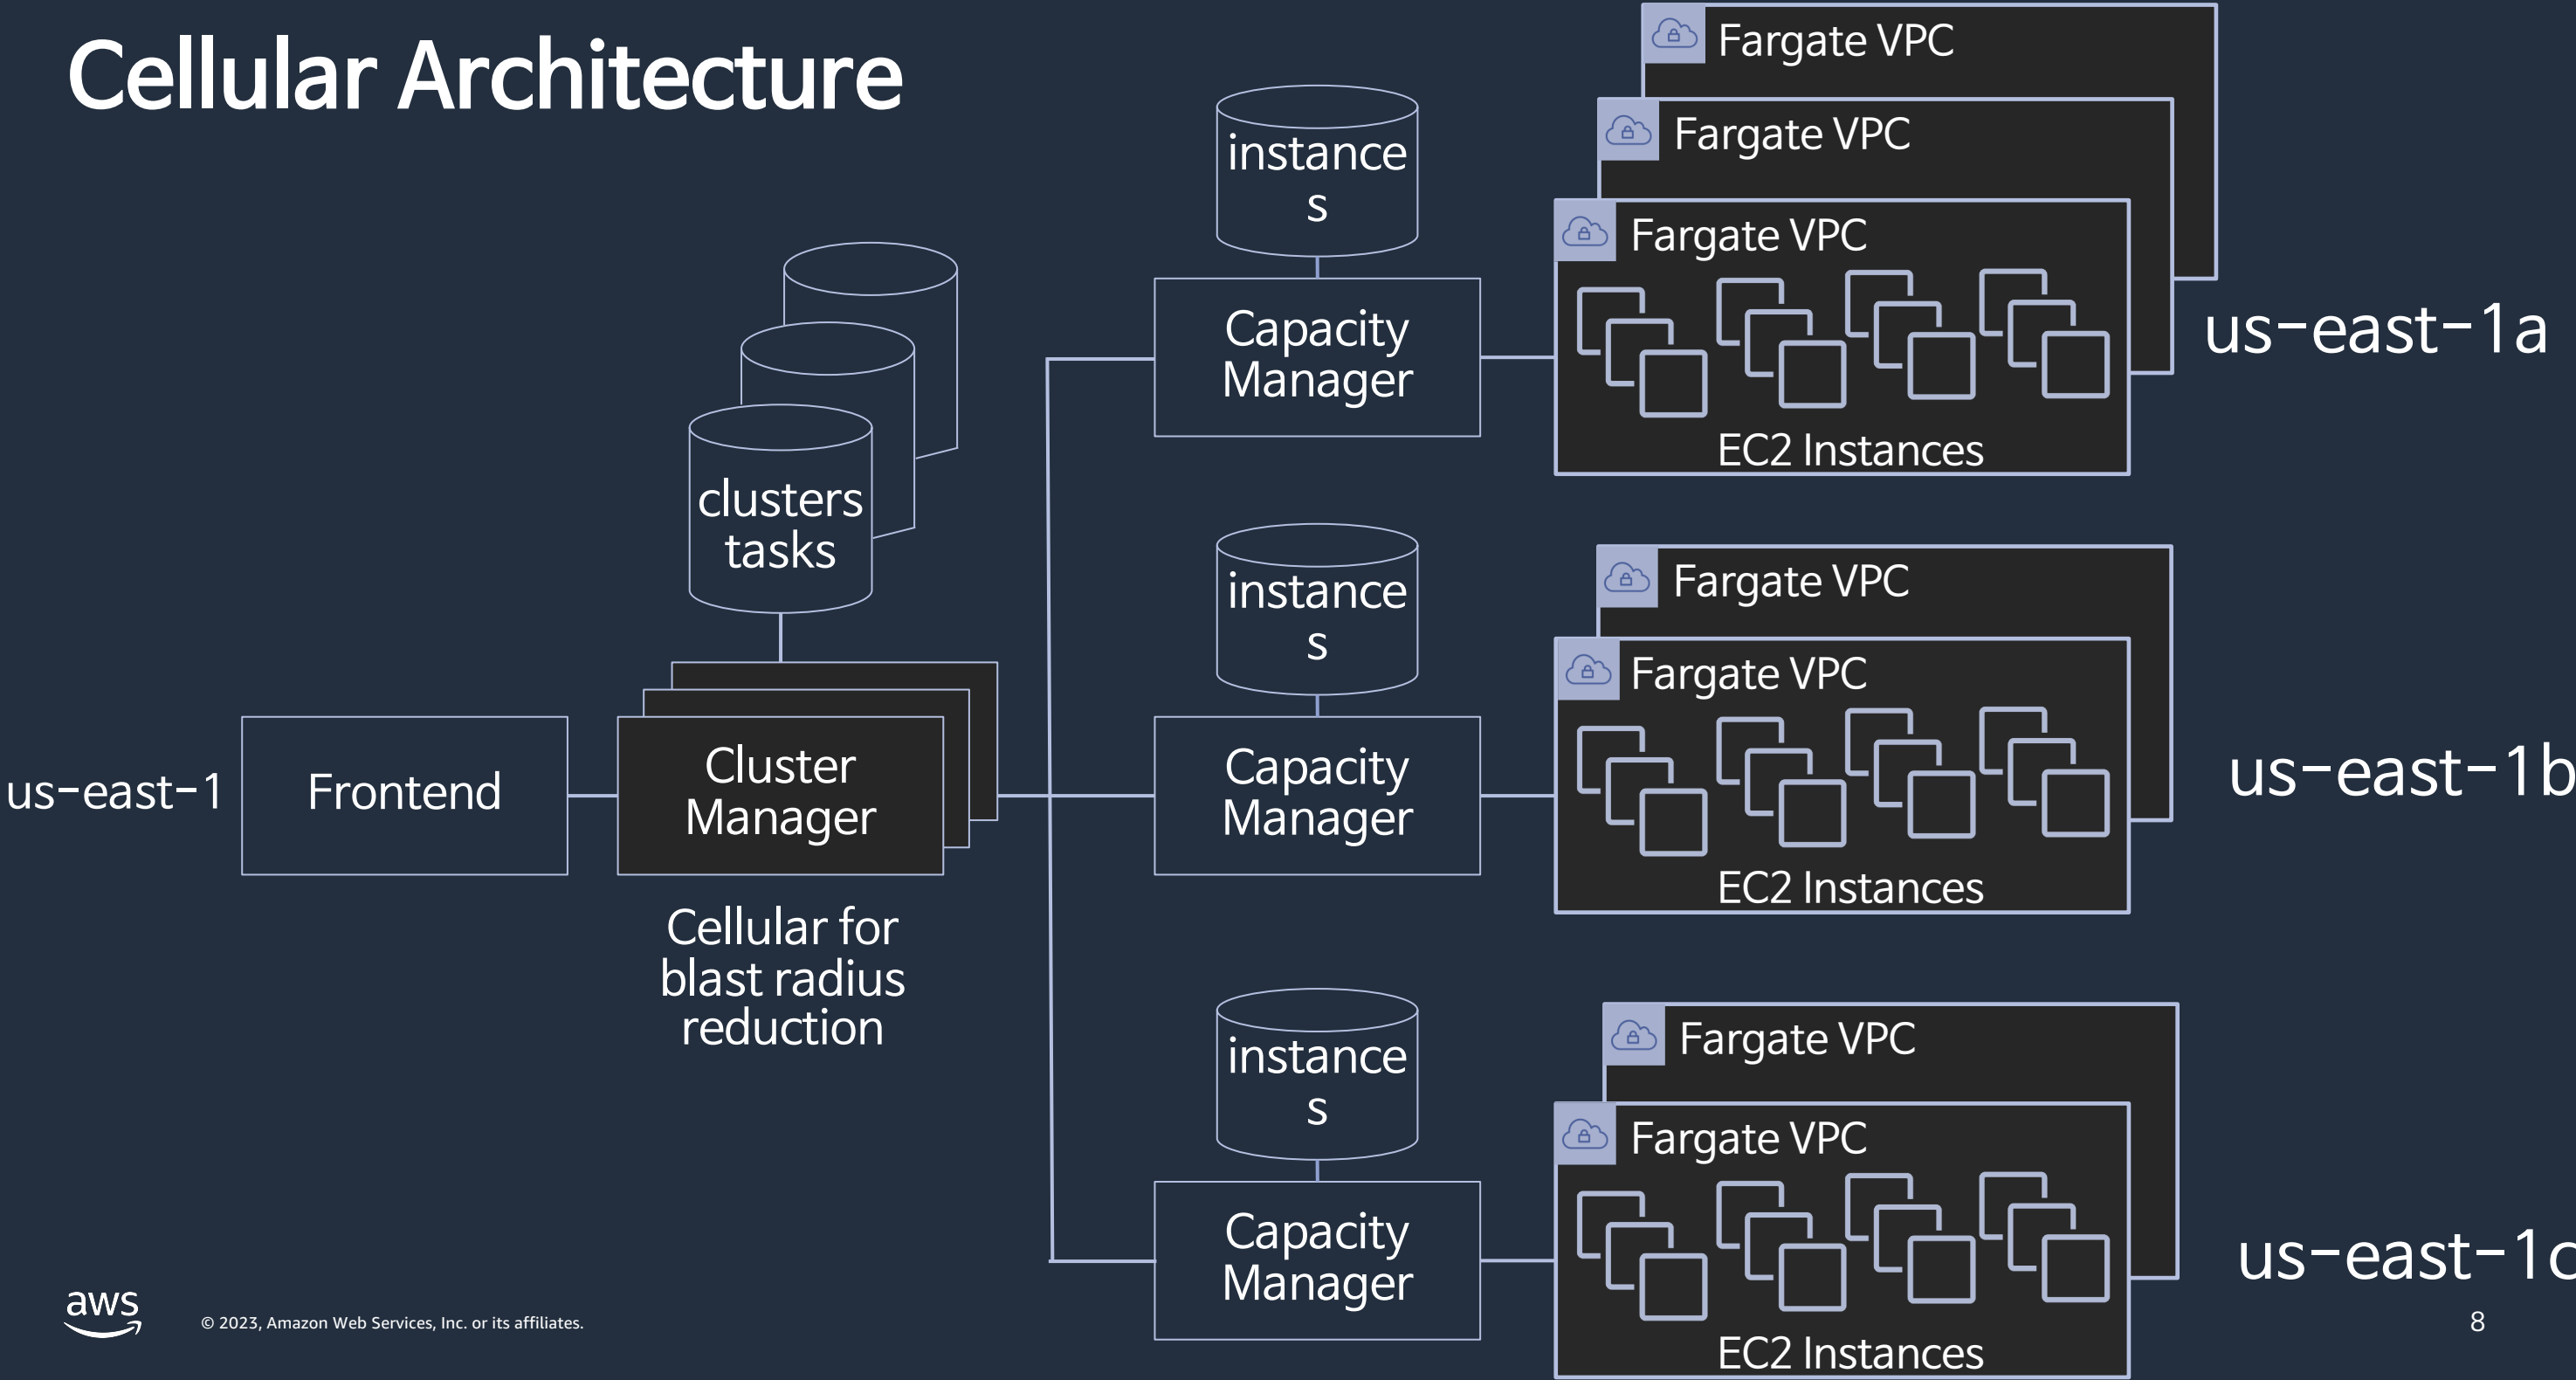 Cellular Architecture
us-east-1
Frontend
clusters
tasks
Cluster
Manager
Cellular for
blast radius
reduction
instance
s
Capacity
Manager
Fargate VPC
Fargate VPC
Fargate VPC
EC2 Instances
us-east-1a
instance
s
Capacity
Manager
Fargate VPC
Fargate VPC
EC2 Instances
us-east-1b
instance
s
Capacity
Manager
Fargate VPC
Fargate VPC
EC2 Instances
us-east-1c
aws
© 2023, Amazon Web Services, Inc. or its affiliates.
8